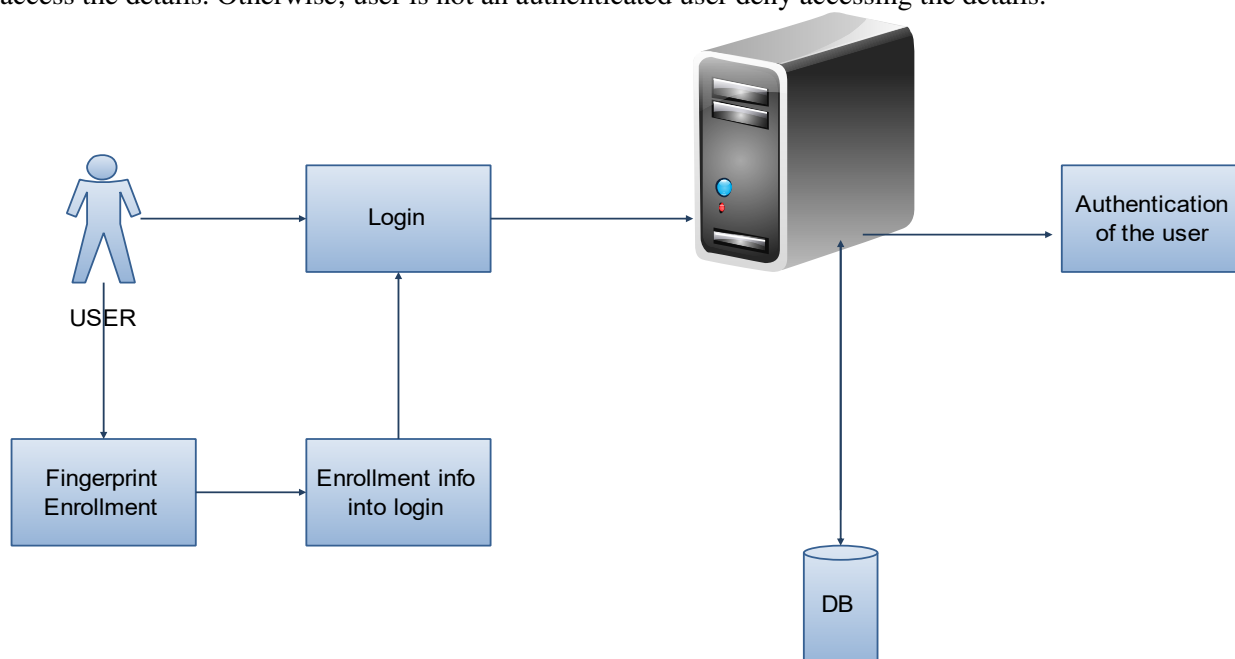 access the details. Otherwise, user is not an authenticated user deny accessing the details.
Login
Authentication
of the user
USER
Fingerprint
Enrollment
Enrollment info
into login
DB